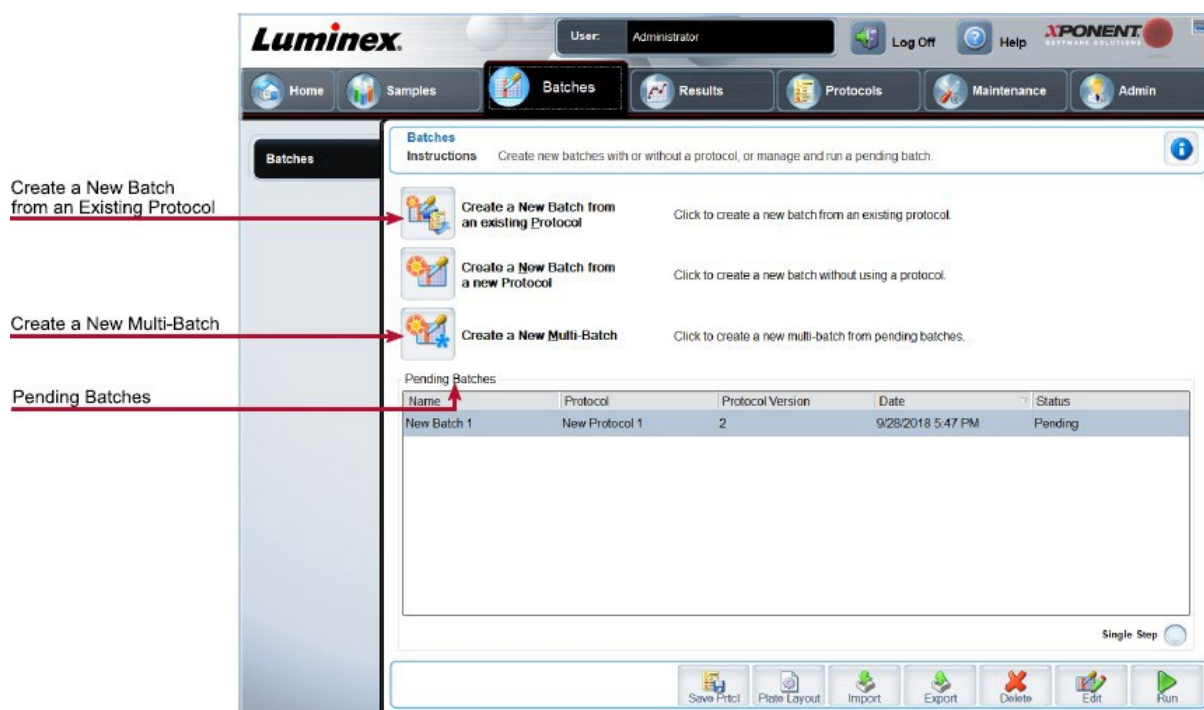 Luminex.
User: Administrator
Log Off
Help
XPONENT
SOFTWARE SOLUTIONS
Home
Samples
Batches
Results
Protocols
Maintenance
Admin
Batches
Batches
Instructions Create new batches with or without a protocol, or manage and run a pending batch.
Create a New Batch
from an Existing Protocol
Create a New Batch from
an existing Protocol
Click to create a new batch from an existing protocol.
Create a New Batch from
a new Protocol
Click to create a new batch without using a protocol.
Create a New Multi-Batch
Create a New Multi-Batch
Click to create a new multi-batch from pending batches.
Pending Batches
Pending Batches
Name Protocol Protocol Version Date Status
New Batch 1 New Protocol 1 2 9/28/2018 5:47 PM Pending
Single Step
Save Prtcl
Plate Layout
Import
Export
Delete
Edit
Run